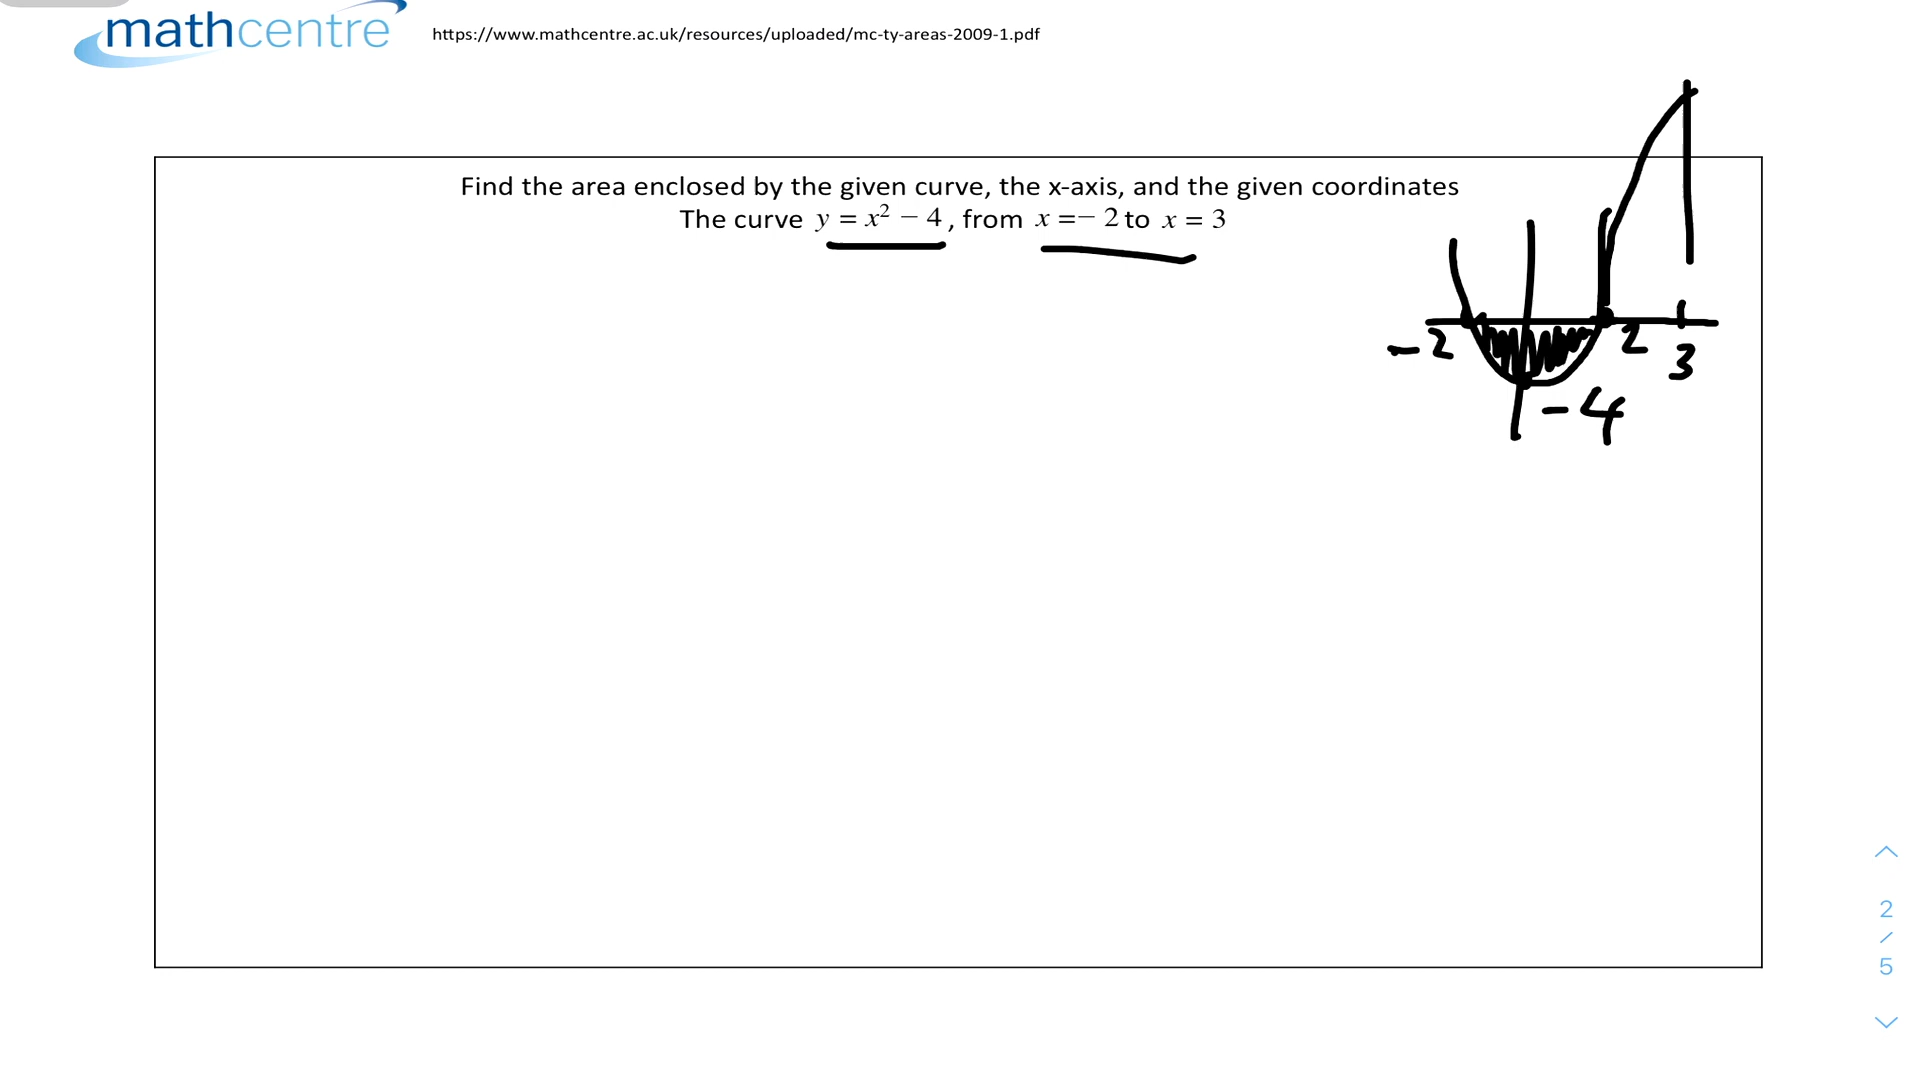 mathcentre
https://www.mathcentre.ac.uk/resources/uploaded/mc-ty-areas-2009-1.pdf
Find the area enclosed by the given curve, the x-axis, and the given coordinates
The curve y = x² − 4 , from x =− 2 to x = 3
-2
2
3
-4
2
/
5